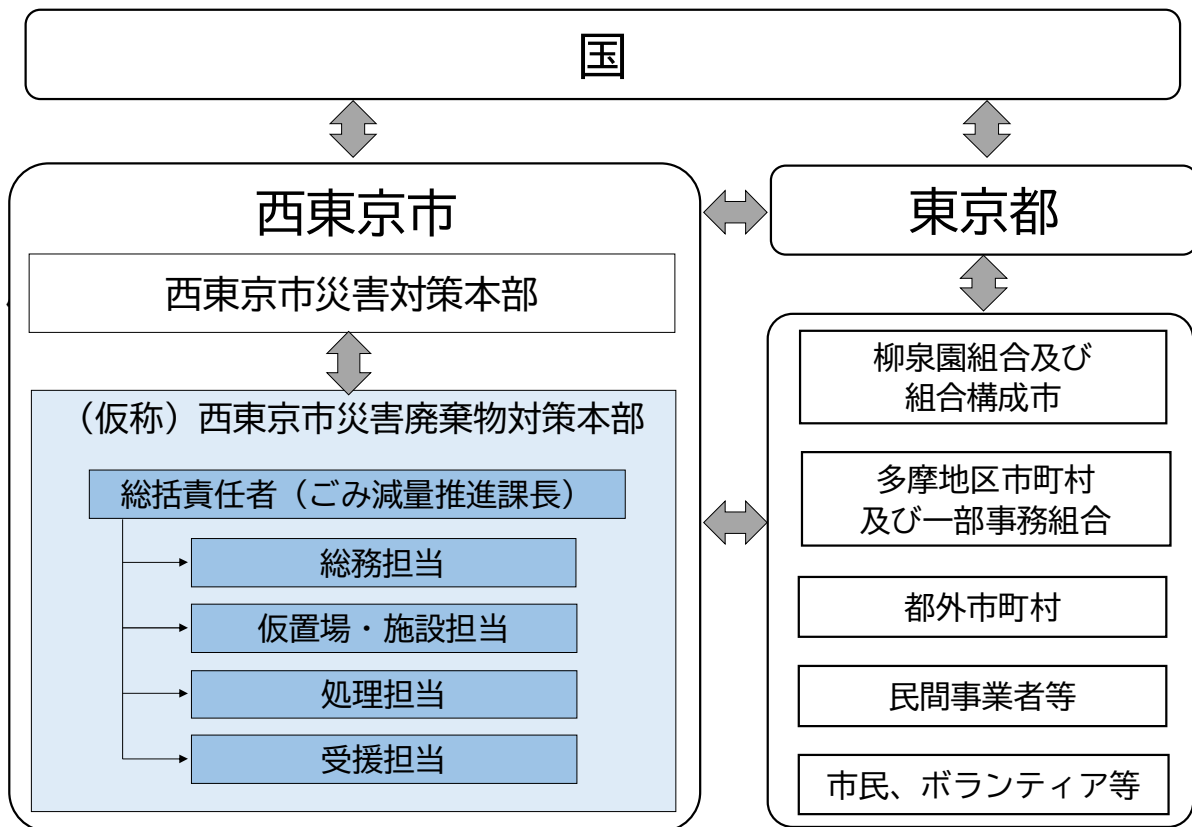 国
西東京市
西東京市災害対策本部
（仮称）西東京市災害廃棄物対策本部
総括責任者（ごみ減量推進課長）
総務担当
仮置場・施設担当
処理担当
受援担当
東京都
柳泉園組合及び
組合構成市
多摩地区市町村
及び一部事務組合
都外市町村
民間事業者等
市民、ボランティア等